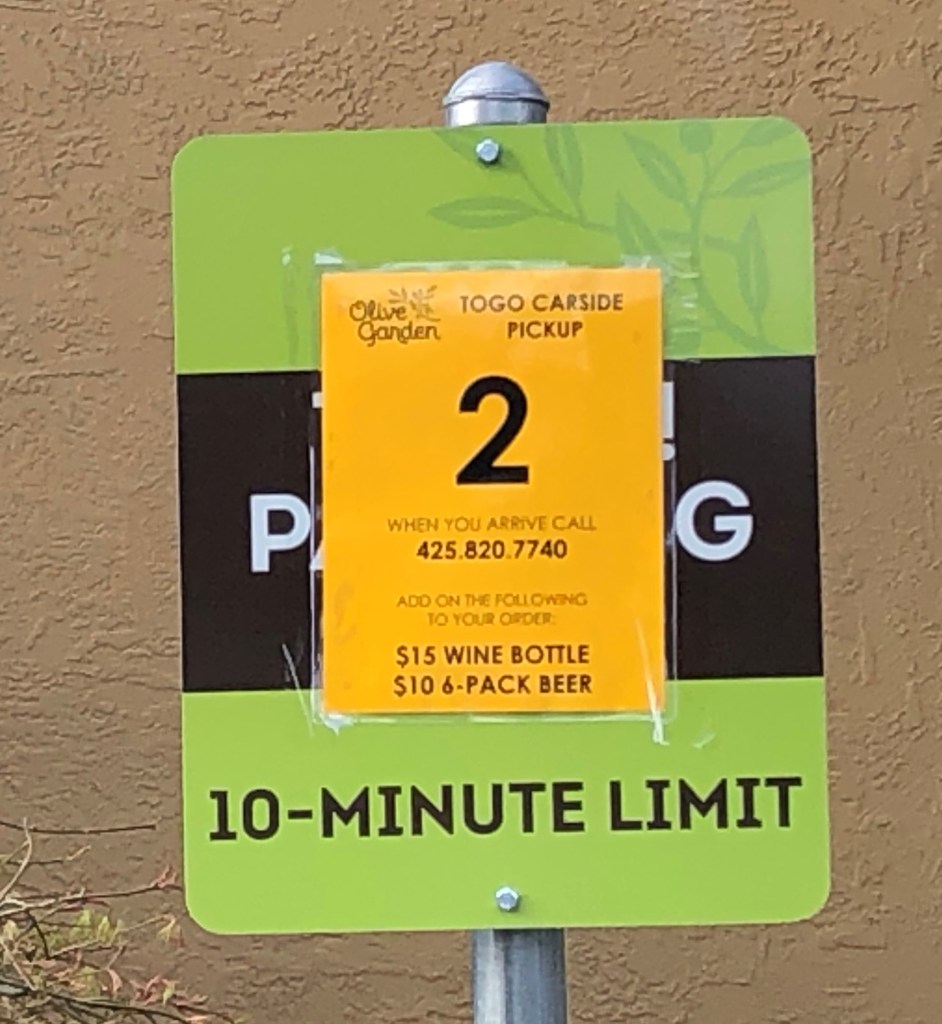 Olive Garden
TOGO CARSIDE
PICKUP
2
WHEN YOU ARRIVE CALL
425.820.7740
ADD ON THE FOLLOWING
TO YOUR ORDER:
$15 WINE BOTTLE
$10 6-PACK BEER
10-MINUTE LIMIT